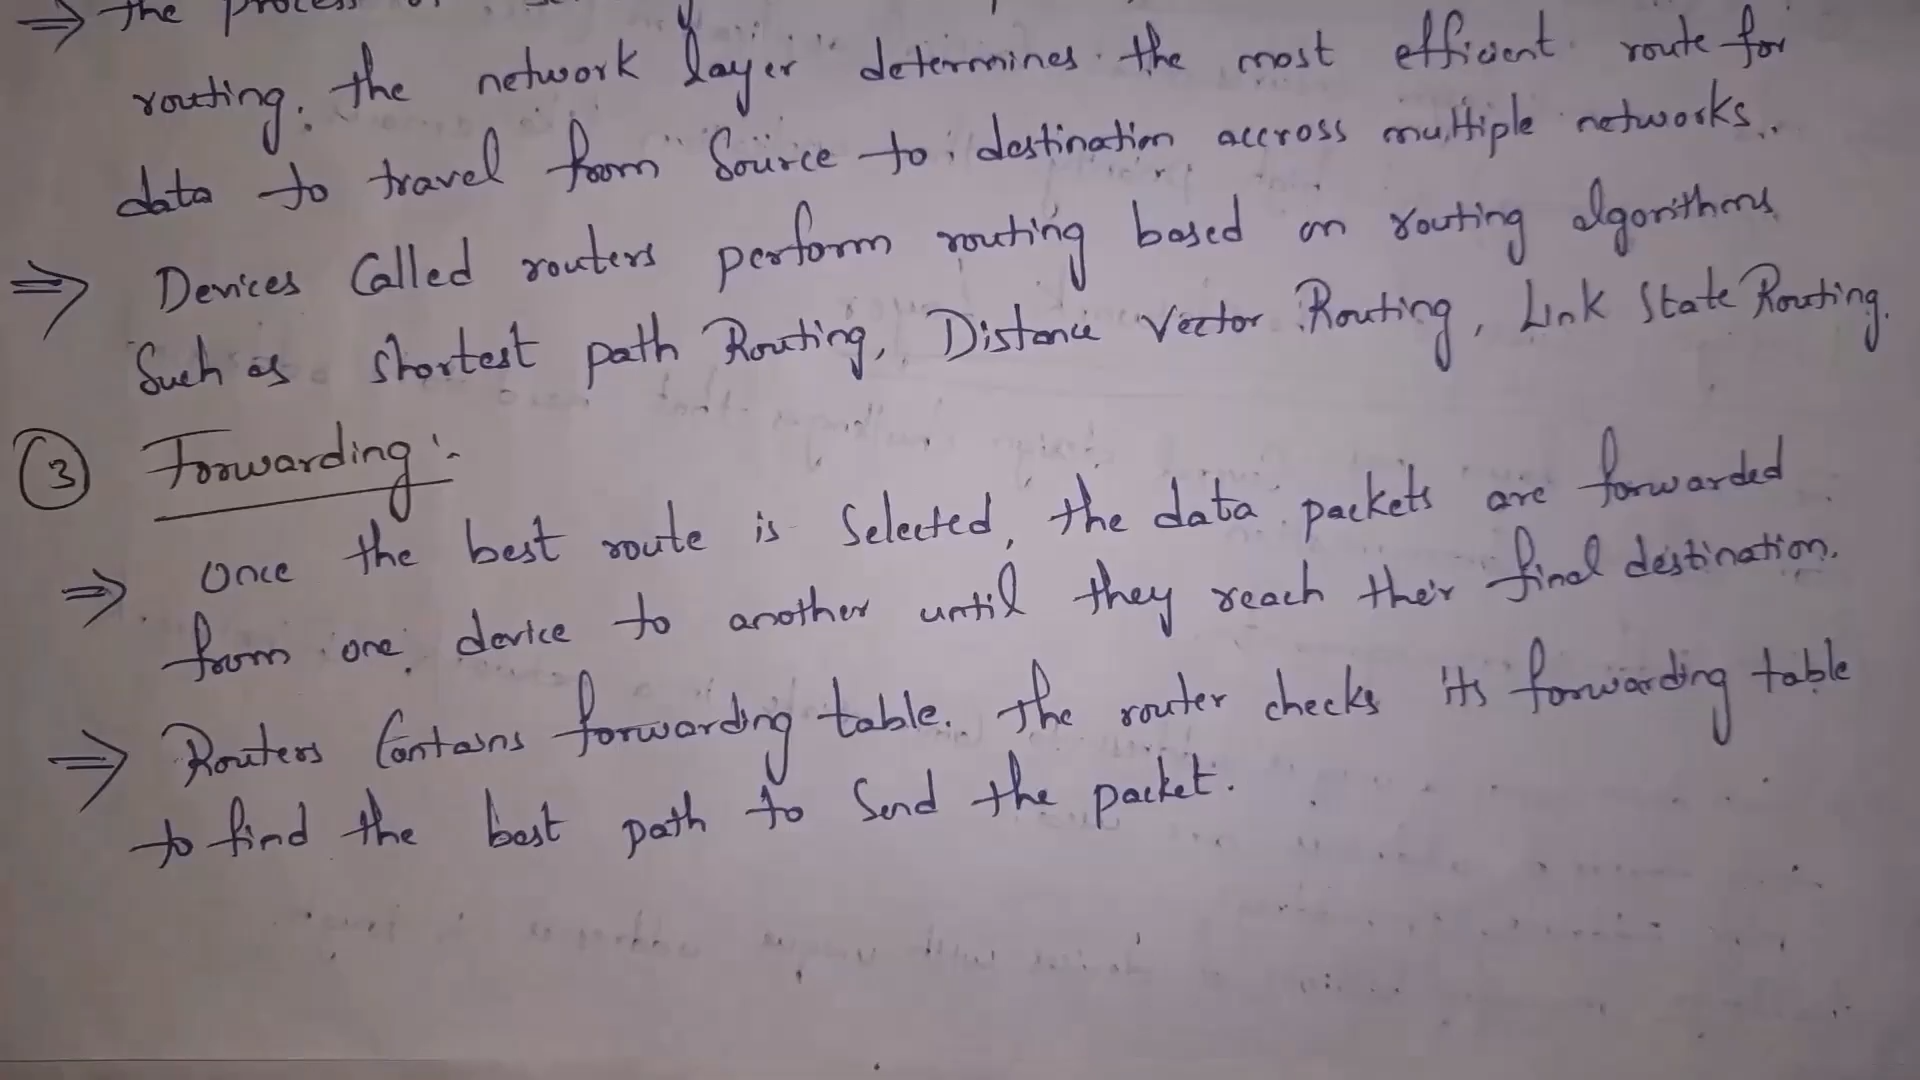 ⇒ the process
routing. the network layer determines the most efficient route for
data to travel from Source to destination accross multiple networks.
⇒ Devices Called routers perform routing based on routing algorithms
Such as shortest path Routing, Distance Vector Routing, Link State Routing.
③ Forwarding:-
⇒ Once the best route is Selected, the data packets are forwarded
from one device to another until they reach their final destination.
⇒ Routers Contains forwarding table. The router checks its forwarding table
to find the best path to Send the packet.